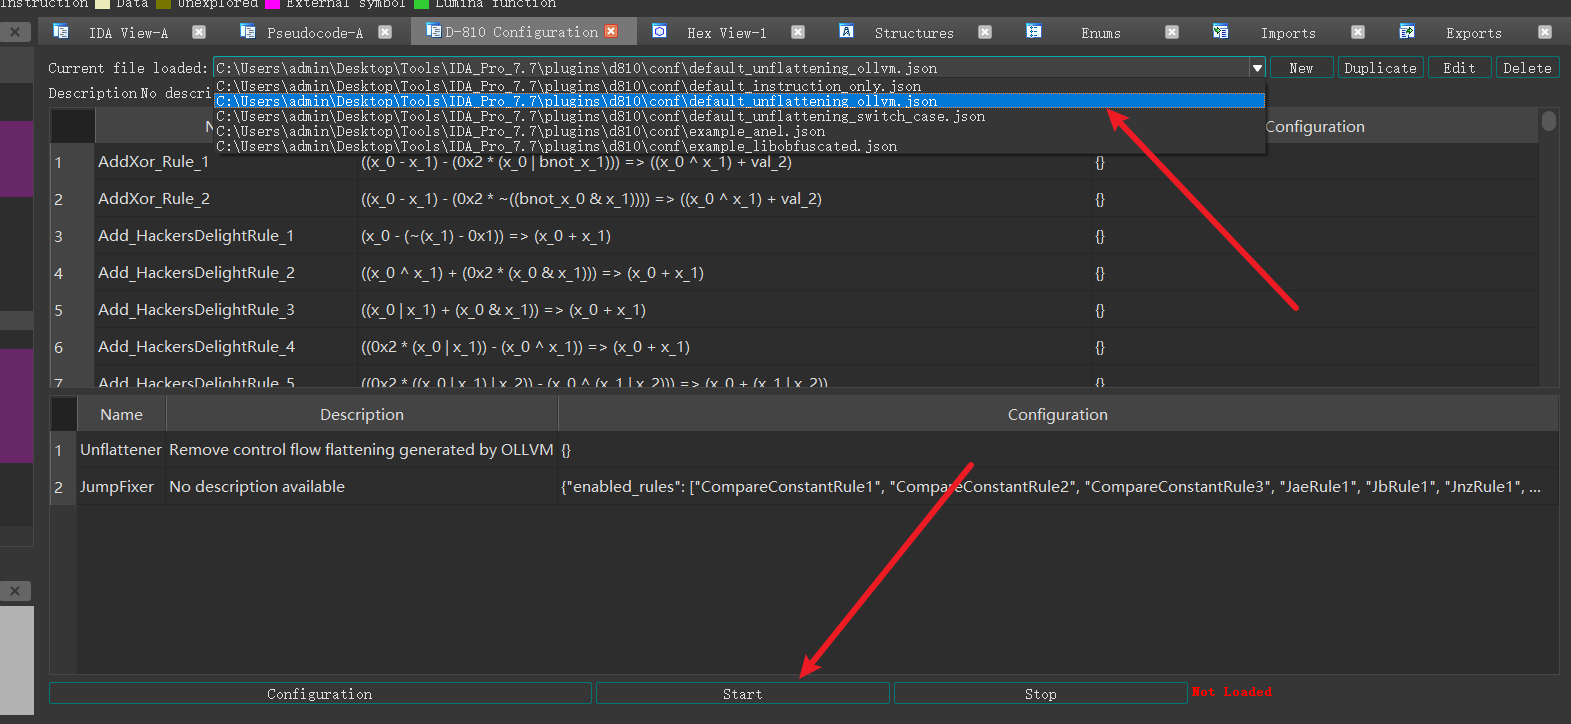 Instruction Data Unexplored External symbol Lumina function
IDA View-A Pseudocode-A D-810 Configuration Hex View-1 Structures Enums Imports Exports
Current file loaded: C:\Users\admin\Desktop\Tools\IDA_Pro_7.7\plugins\d810\conf\default_unflattening_ollvm.json New Duplicate Edit Delete
C:\Users\admin\Desktop\Tools\IDA_Pro_7.7\plugins\d810\conf\default_instruction_only.json
Description No descri C:\Users\admin\Desktop\Tools\IDA_Pro_7.7\plugins\d810\conf\default_unflattening_ollvm.json
C:\Users\admin\Desktop\Tools\IDA_Pro_7.7\plugins\d810\conf\default_unflattening_switch_case.json
N C:\Users\admin\Desktop\Tools\IDA_Pro_7.7\plugins\d810\conf\example_anel.json Configuration
C:\Users\admin\Desktop\Tools\IDA_Pro_7.7\plugins\d810\conf\example_libobfuscated.json
1 AddXor_Rule_1 ((x_0 - x_1) - (0x2 * (x_0 | bnot_x_1))) => ((x_0 ^ x_1) + val_2) {}
2 AddXor_Rule_2 ((x_0 - x_1) - (0x2 * ~((bnot_x_0 & x_1)))) => ((x_0 ^ x_1) + val_2) {}
3 Add_HackersDelightRule_1 (x_0 - (~(x_1) - 0x1)) => (x_0 + x_1) {}
4 Add_HackersDelightRule_2 ((x_0 ^ x_1) + (0x2 * (x_0 & x_1))) => (x_0 + x_1) {}
5 Add_HackersDelightRule_3 ((x_0 | x_1) + (x_0 & x_1)) => (x_0 + x_1) {}
6 Add_HackersDelightRule_4 ((0x2 * (x_0 | x_1)) - (x_0 ^ x_1)) => (x_0 + x_1) {}
7 Add_HackersDelightRule_5 ((0x2 * ((x_0 | x_1) | x_2)) - (x_0 ^ (x_1 | x_2))) => (x_0 + (x_1 | x_2)) {}
Name Description Configuration
1 Unflattener Remove control flow flattening generated by OLLVM {}
2 JumpFixer No description available {"enabled_rules": ["CompareConstantRule1", "CompareConstantRule2", "CompareConstantRule3", "JaeRule1", "JbRule1", "JnzRule1", ...
Configuration Start Stop Not Loaded